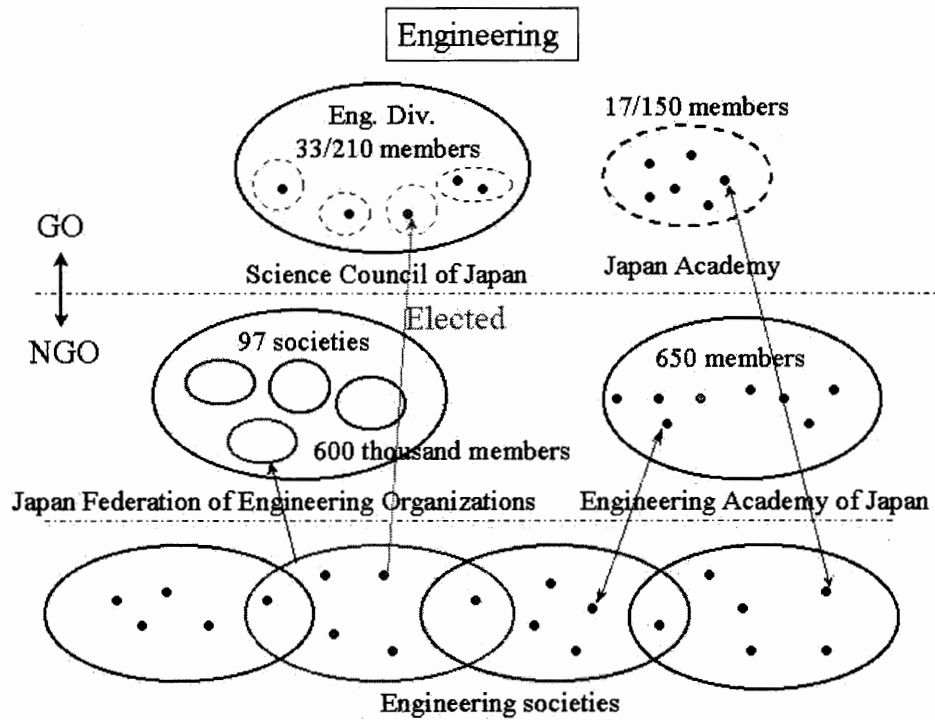 Engineering
Eng. Div.
33/210 members
17/150 members
GO
Science Council of Japan
Japan Academy
NGO
Elected
97 societies
650 members
600 thousand members
Japan Federation of Engineering Organizations
Engineering Academy of Japan
Engineering societies